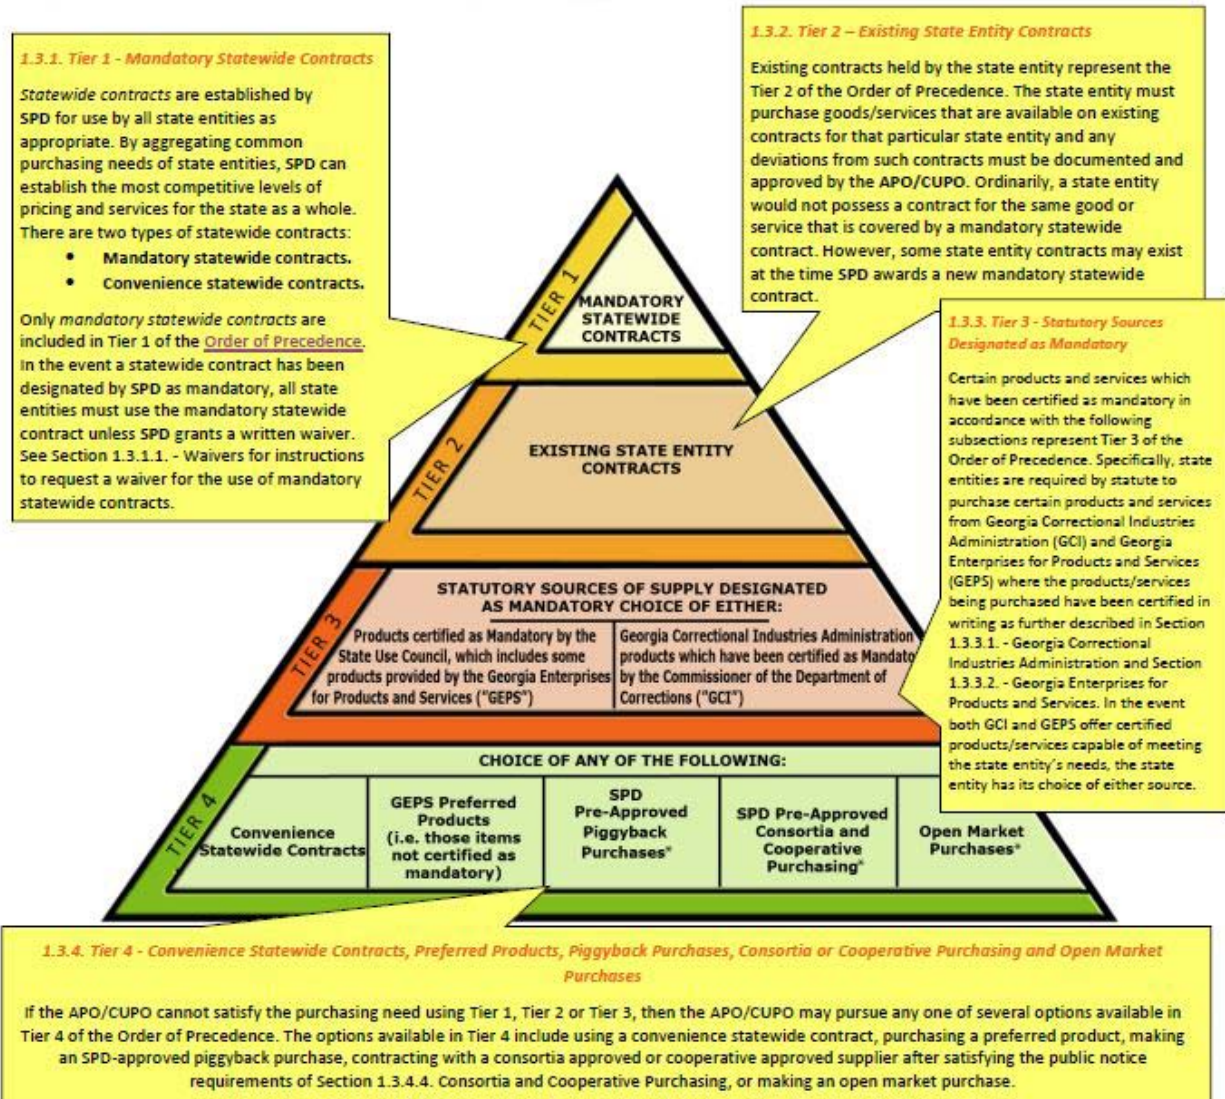 1.3.1. Tier 1 - Mandatory Statewide Contracts
Statewide contracts are established by
SPD for use by all state entities as
appropriate. By aggregating common
purchasing needs of state entities, SPD can
establish the most competitive levels of
pricing and services for the state as a whole.
There are two types of statewide contracts:
• Mandatory statewide contracts.
• Convenience statewide contracts.
Only mandatory statewide contracts are
included in Tier 1 of the Order of Precedence.
In the event a statewide contract has been
designated by SPD as mandatory, all state
entities must use the mandatory statewide
contract unless SPD grants a written waiver.
See Section 1.3.1.1. - Waivers for instructions
to request a waiver for the use of mandatory
statewide contracts.
1.3.2. Tier 2 – Existing State Entity Contracts
Existing contracts held by the state entity represent the
Tier 2 of the Order of Precedence. The state entity must
purchase goods/services that are available on existing
contracts for that particular state entity and any
deviations from such contracts must be documented and
approved by the APO/CUPO. Ordinarily, a state entity
would not possess a contract for the same good or
service that is covered by a mandatory statewide
contract. However, some state entity contracts may exist
at the time SPD awards a new mandatory statewide
contract.
1.3.3. Tier 3 - Statutory Sources
Designated as Mandatory
Certain products and services which
have been certified as mandatory in
accordance with the following
subsections represent Tier 3 of the
Order of Precedence. Specifically, state
entities are required by statute to
purchase certain products and services
from Georgia Correctional Industries
Administration (GCI) and Georgia
Enterprises for Products and Services
(GEPS) where the products/services
being purchased have been certified in
writing as further described in Section
1.3.3.1. - Georgia Correctional
Industries Administration and Section
1.3.3.2. - Georgia Enterprises for
Products and Services. In the event
both GCI and GEPS offer certified
products/services capable of meeting
the state entity's needs, the state
entity has its choice of either source.
TIER 1
MANDATORY
STATEWIDE
CONTRACTS
TIER 2
EXISTING STATE ENTITY
CONTRACTS
TIER 3
STATUTORY SOURCES OF SUPPLY DESIGNATED
AS MANDATORY CHOICE OF EITHER:
Products certified as Mandatory by the
State Use Council, which includes some
products provided by the Georgia Enterprises
for Products and Services ("GEPS")
Georgia Correctional Industries Administration
products which have been certified as Mandato
by the Commissioner of the Department of
Corrections ("GCI")
TIER 4
CHOICE OF ANY OF THE FOLLOWING:
Convenience
Statewide Contracts
GEPS Preferred
Products
(i.e. those items
not certified as
mandatory)
SPD
Pre-Approved
Piggyback
Purchases*
SPD Pre-Approved
Consortia and
Cooperative
Purchasing*
Open Market
Purchases*
1.3.4. Tier 4 - Convenience Statewide Contracts, Preferred Products, Piggyback Purchases, Consortia or Cooperative Purchasing and Open Market
Purchases
If the APO/CUPO cannot satisfy the purchasing need using Tier 1, Tier 2 or Tier 3, then the APO/CUPO may pursue any one of several options available in
Tier 4 of the Order of Precedence. The options available in Tier 4 include using a convenience statewide contract, purchasing a preferred product, making
an SPD-approved piggyback purchase, contracting with a consortia approved or cooperative approved supplier after satisfying the public notice
requirements of Section 1.3.4.4. Consortia and Cooperative Purchasing, or making an open market purchase.